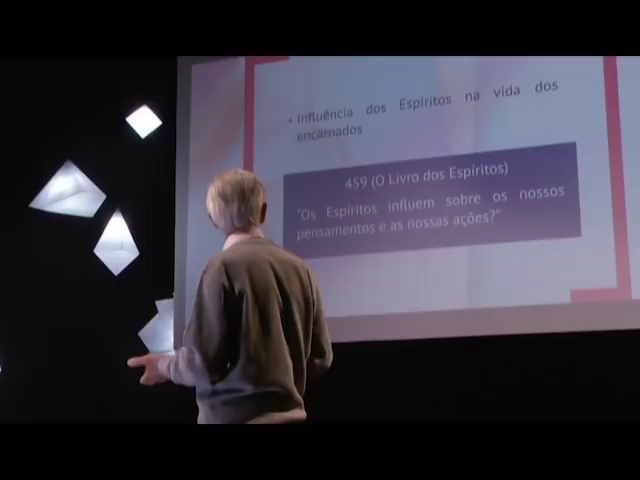 • Influência dos Espíritos na vida dos
encarnados
459 (O Livro dos Espíritos)
"Os Espíritos influem sobre os nossos
pensamentos e as nossas ações?"